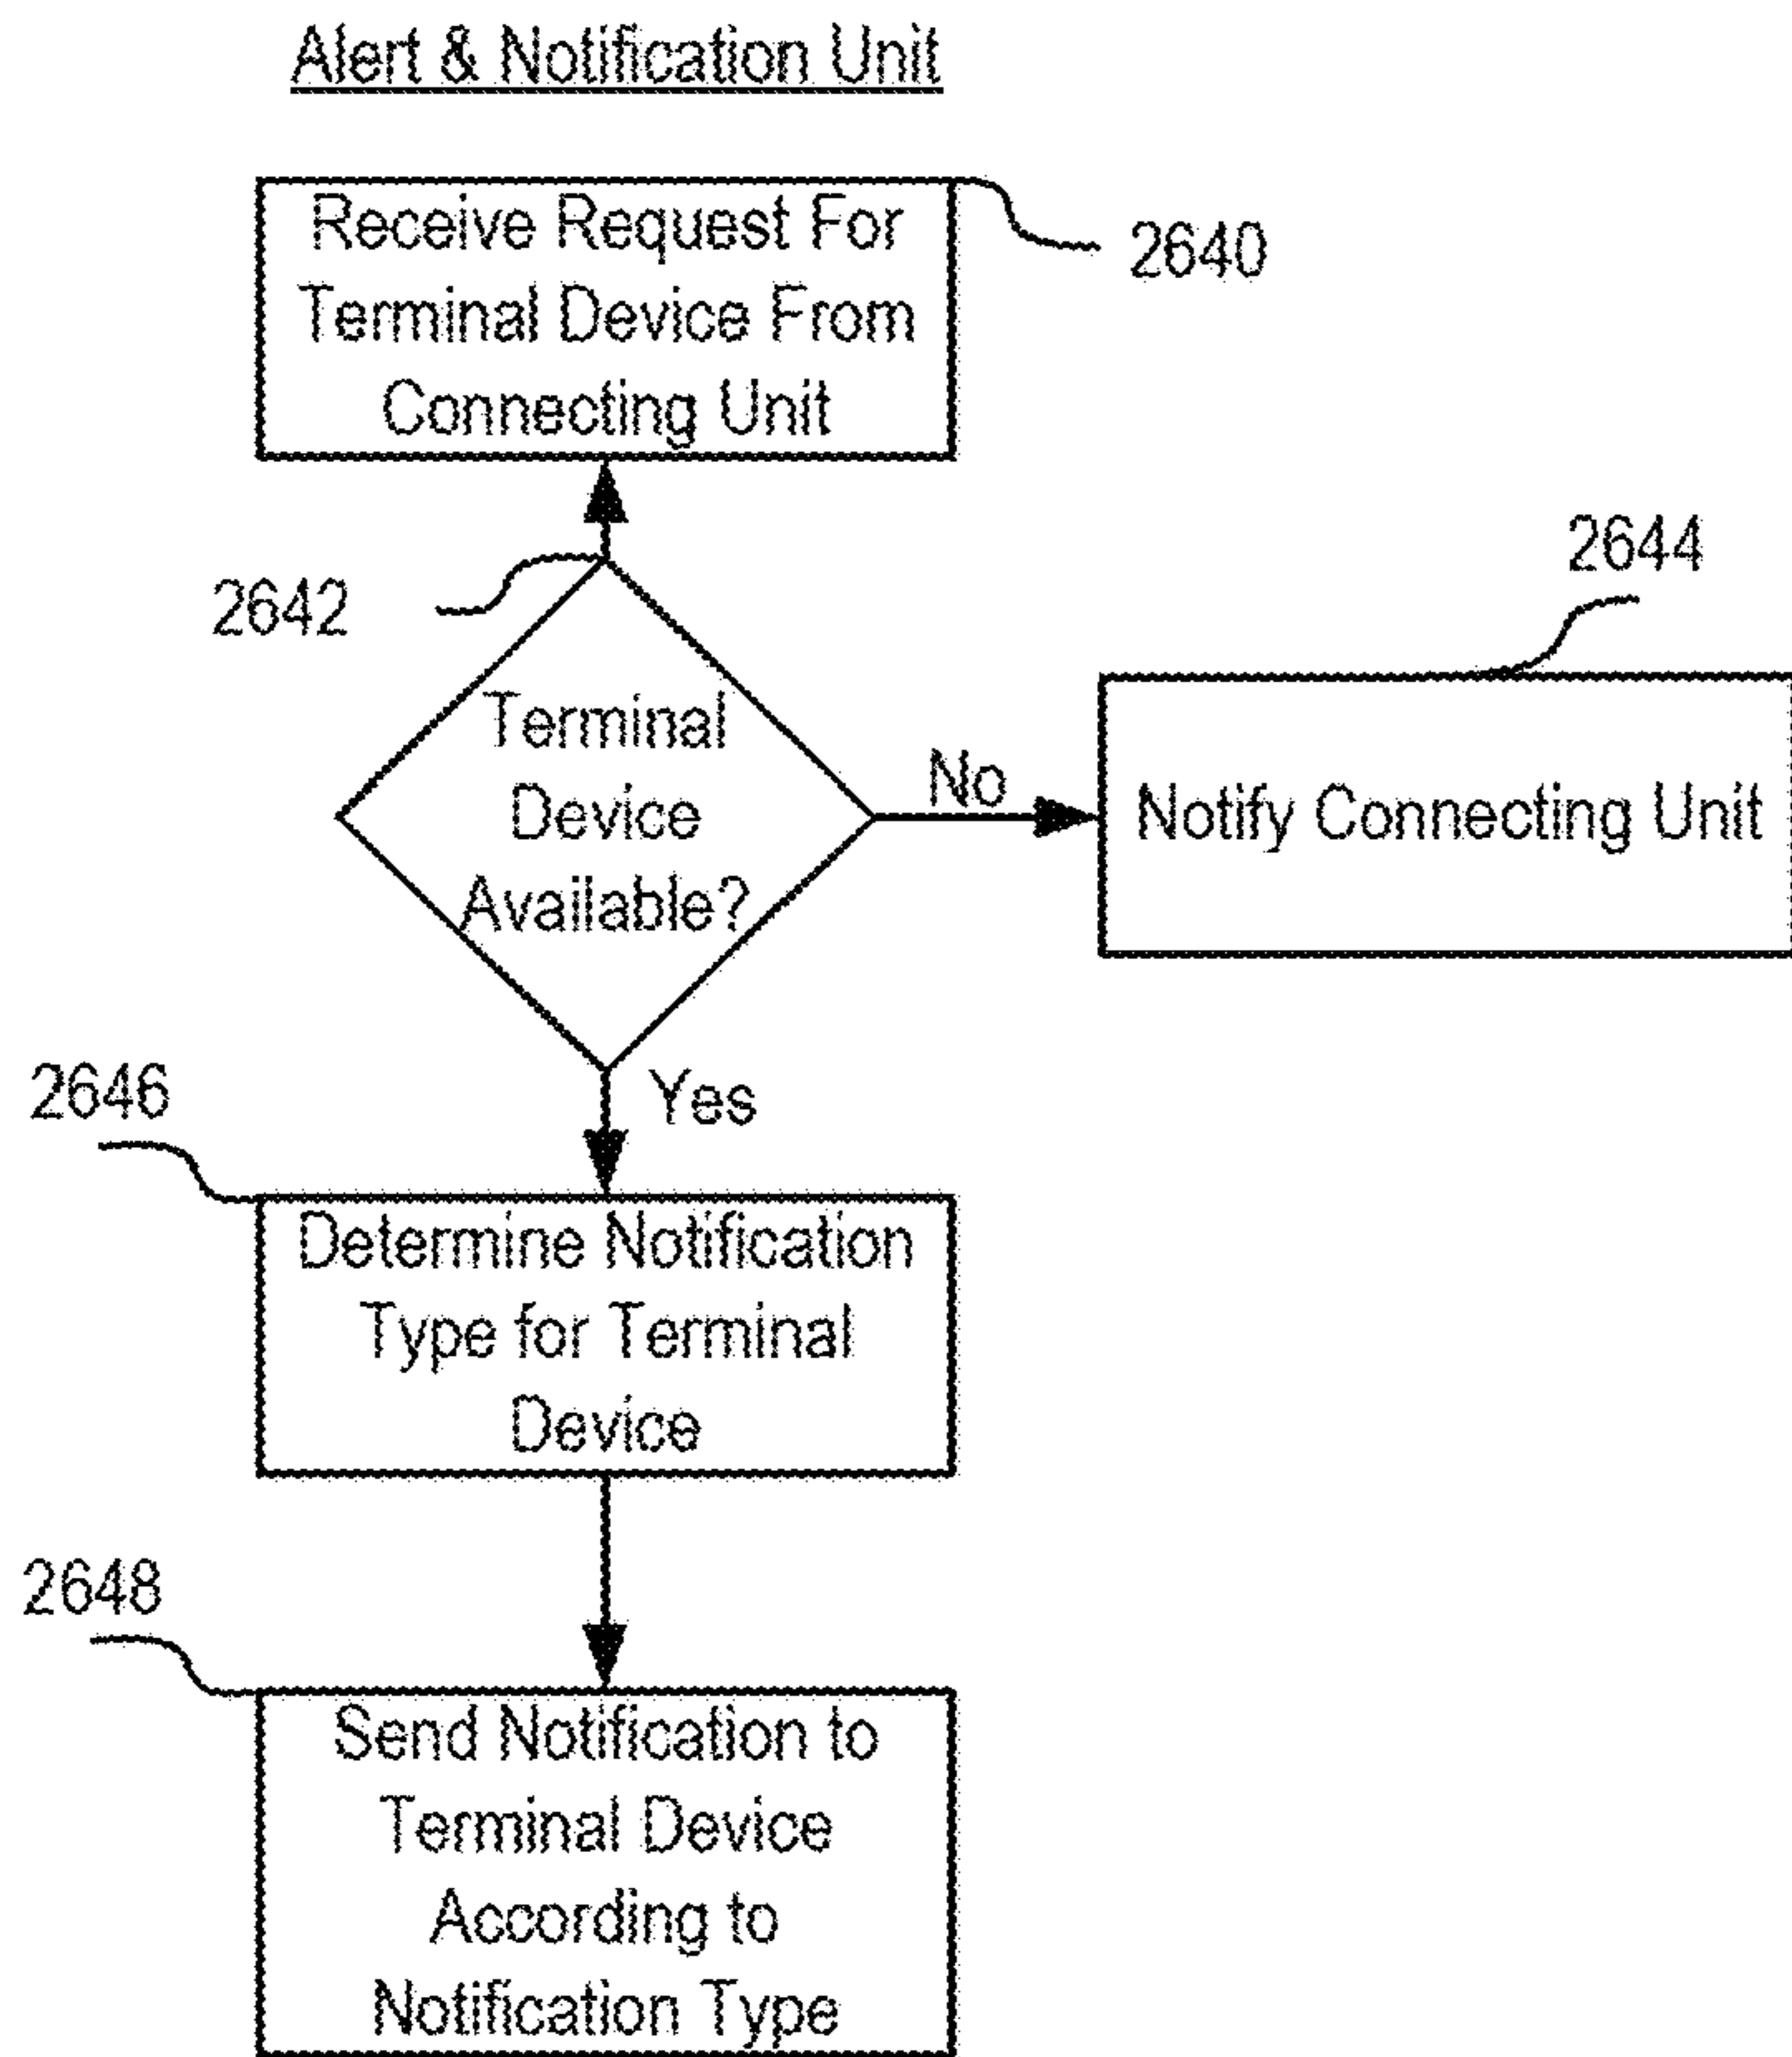 Alert & Notification Unit
Receive Request For
Terminal Device From
Connecting Unit
2640
2642
2644
Terminal
Device
Available?
No
Notify Connecting Unit
Yes
2646
Determine Notification
Type for Terminal
Device
2648
Send Notification to
Terminal Device
According to
Notification Type